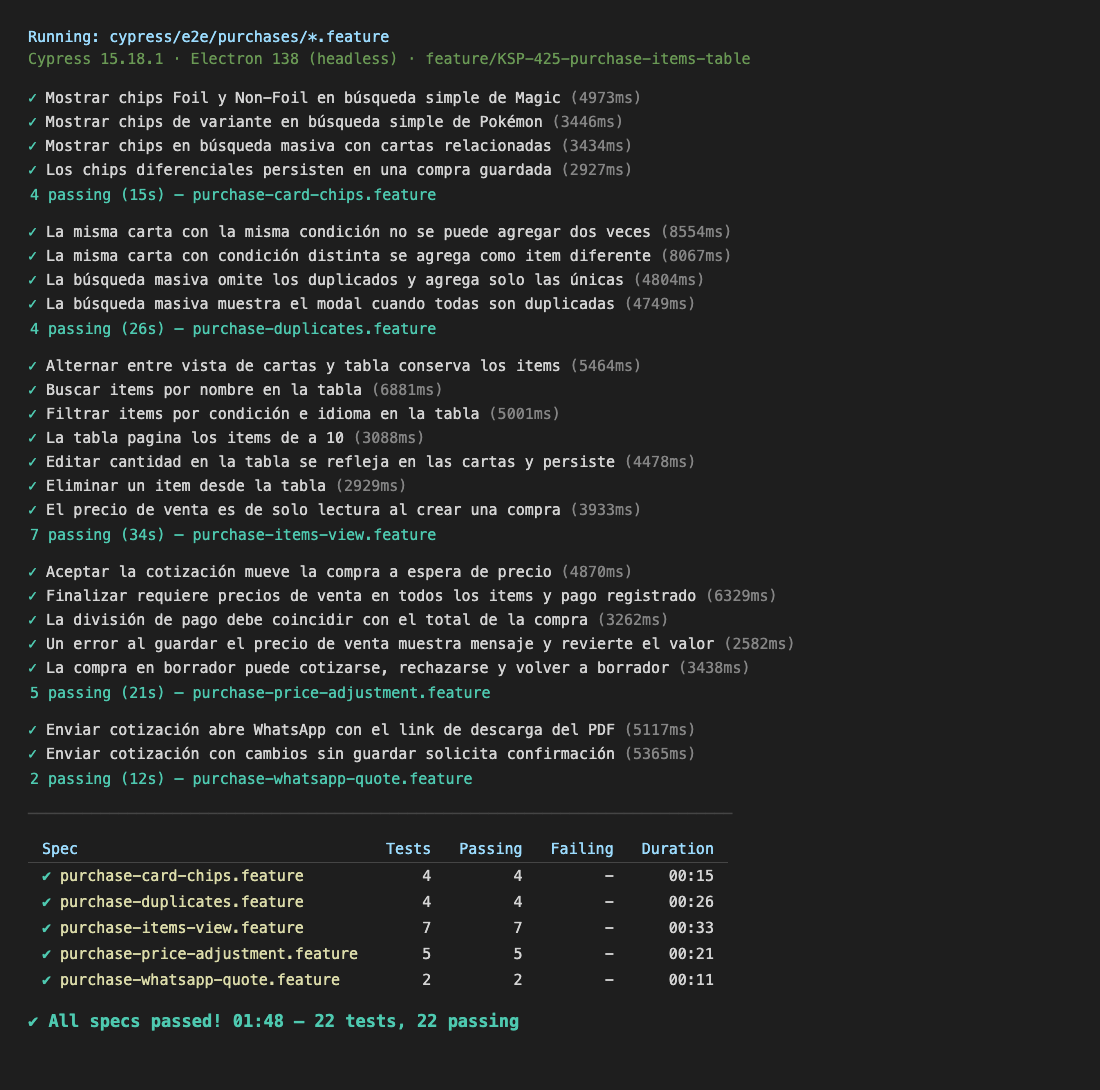 Running: cypress/e2e/purchases/*.feature
Cypress 15.18.1 · Electron 138 (headless) · feature/KSP-425-purchase-items-table
✓ Mostrar chips Foil y Non-Foil en búsqueda simple de Magic (4973ms)
✓ Mostrar chips de variante en búsqueda simple de Pokémon (3446ms)
✓ Mostrar chips en búsqueda masiva con cartas relacionadas (3434ms)
✓ Los chips diferenciales persisten en una compra guardada (2927ms)
4 passing (15s) — purchase-card-chips.feature
✓ La misma carta con la misma condición no se puede agregar dos veces (8554ms)
✓ La misma carta con condición distinta se agrega como item diferente (8067ms)
✓ La búsqueda masiva omite los duplicados y agrega solo las únicas (4804ms)
✓ La búsqueda masiva muestra el modal cuando todas son duplicadas (4749ms)
4 passing (26s) — purchase-duplicates.feature
✓ Alternar entre vista de cartas y tabla conserva los items (5464ms)
✓ Buscar items por nombre en la tabla (6881ms)
✓ Filtrar items por condición e idioma en la tabla (5001ms)
✓ La tabla pagina los items de a 10 (3088ms)
✓ Editar cantidad en la tabla se refleja en las cartas y persiste (4478ms)
✓ Eliminar un item desde la tabla (2929ms)
✓ El precio de venta es de solo lectura al crear una compra (3933ms)
7 passing (34s) — purchase-items-view.feature
✓ Aceptar la cotización mueve la compra a espera de precio (4870ms)
✓ Finalizar requiere precios de venta en todos los items y pago registrado (6329ms)
✓ La división de pago debe coincidir con el total de la compra (3262ms)
✓ Un error al guardar el precio de venta muestra mensaje y revierte el valor (2582ms)
✓ La compra en borrador puede cotizarse, rechazarse y volver a borrador (3438ms)
5 passing (21s) — purchase-price-adjustment.feature
✓ Enviar cotización abre WhatsApp con el link de descarga del PDF (5117ms)
✓ Enviar cotización con cambios sin guardar solicita confirmación (5365ms)
2 passing (12s) — purchase-whatsapp-quote.feature
Spec Tests Passing Failing Duration
✔ purchase-card-chips.feature 4 4 — 00:15
✔ purchase-duplicates.feature 4 4 — 00:26
✔ purchase-items-view.feature 7 7 — 00:33
✔ purchase-price-adjustment.feature 5 5 — 00:21
✔ purchase-whatsapp-quote.feature 2 2 — 00:11
✔ All specs passed! 01:48 — 22 tests, 22 passing